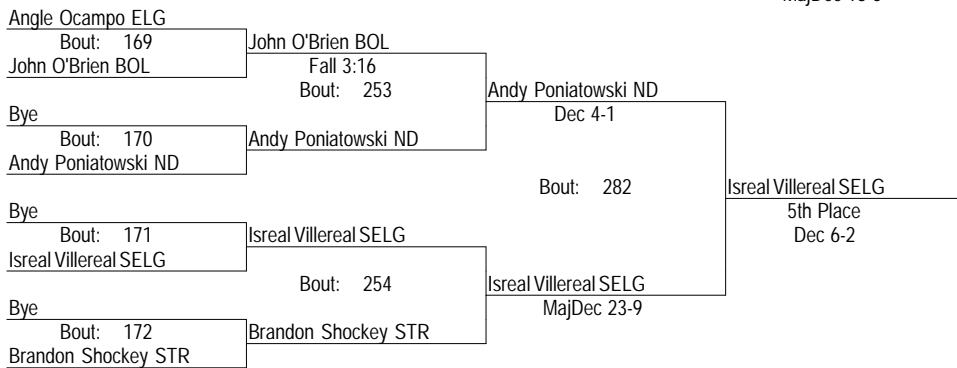 Angle Ocampo ELG
Bout: 169
John O'Brien BOL
John O'Brien BOL
Fall 3:16
Bout: 253
Bye
Bout: 170
Andy Poniatowski ND
Andy Poniatowski ND
Andy Poniatowski ND
Dec 4-1
Bout: 282
Bye
Bout: 171
Isreal Villereal SELG
Isreal Villereal SELG
Bout: 254
Bye
Bout: 172
Brandon Shockey STR
Brandon Shockey STR
Isreal Villereal SELG
MajDec 23-9
Isreal Villereal SELG
5th Place
Dec 6-2